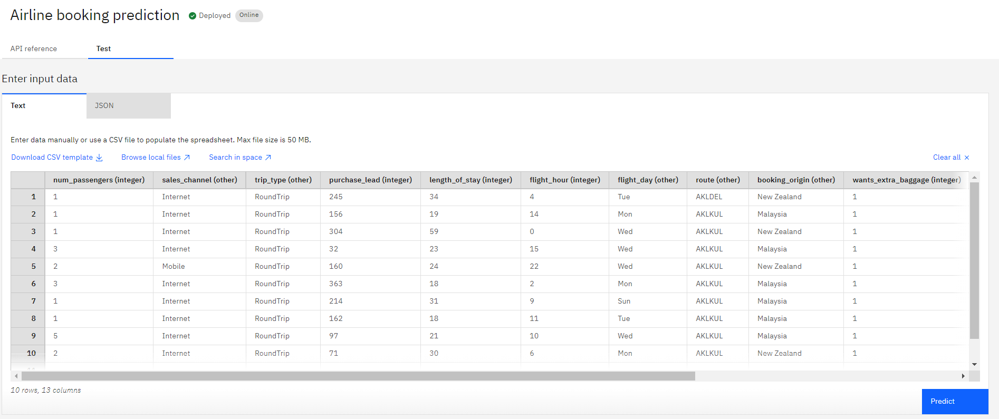 Airline booking prediction Deployed Online
API reference Test
Enter input data
Text JSON
Enter data manually or use a CSV file to populate the spreadsheet. Max file size is 50 MB.
Download CSV template Browse local files Search in space Clear all
num_passengers (integer) sales_channel (other) trip_type (other) purchase_lead (integer) length_of_stay (integer) flight_hour (integer) flight_day (other) route (other) booking_origin (other) wants_extra_baggage (integer)
1 1 Internet RoundTrip 245 34 4 Tue AKLDEL New Zealand 1
2 1 Internet RoundTrip 156 19 14 Mon AKLKUL Malaysia 1
3 1 Internet RoundTrip 304 59 0 Wed AKLKUL New Zealand 1
4 3 Internet RoundTrip 32 23 15 Wed AKLKUL Malaysia 1
5 2 Mobile RoundTrip 160 24 22 Wed AKLKUL New Zealand 1
6 3 Internet RoundTrip 363 18 2 Mon AKLKUL Malaysia 1
7 1 Internet RoundTrip 214 31 9 Sun AKLKUL Malaysia 1
8 1 Internet RoundTrip 162 18 11 Tue AKLKUL Malaysia 1
9 5 Internet RoundTrip 97 21 10 Wed AKLKUL Malaysia 1
10 2 Internet RoundTrip 71 30 6 Mon AKLKUL New Zealand 1
10 rows, 13 columns
Predict